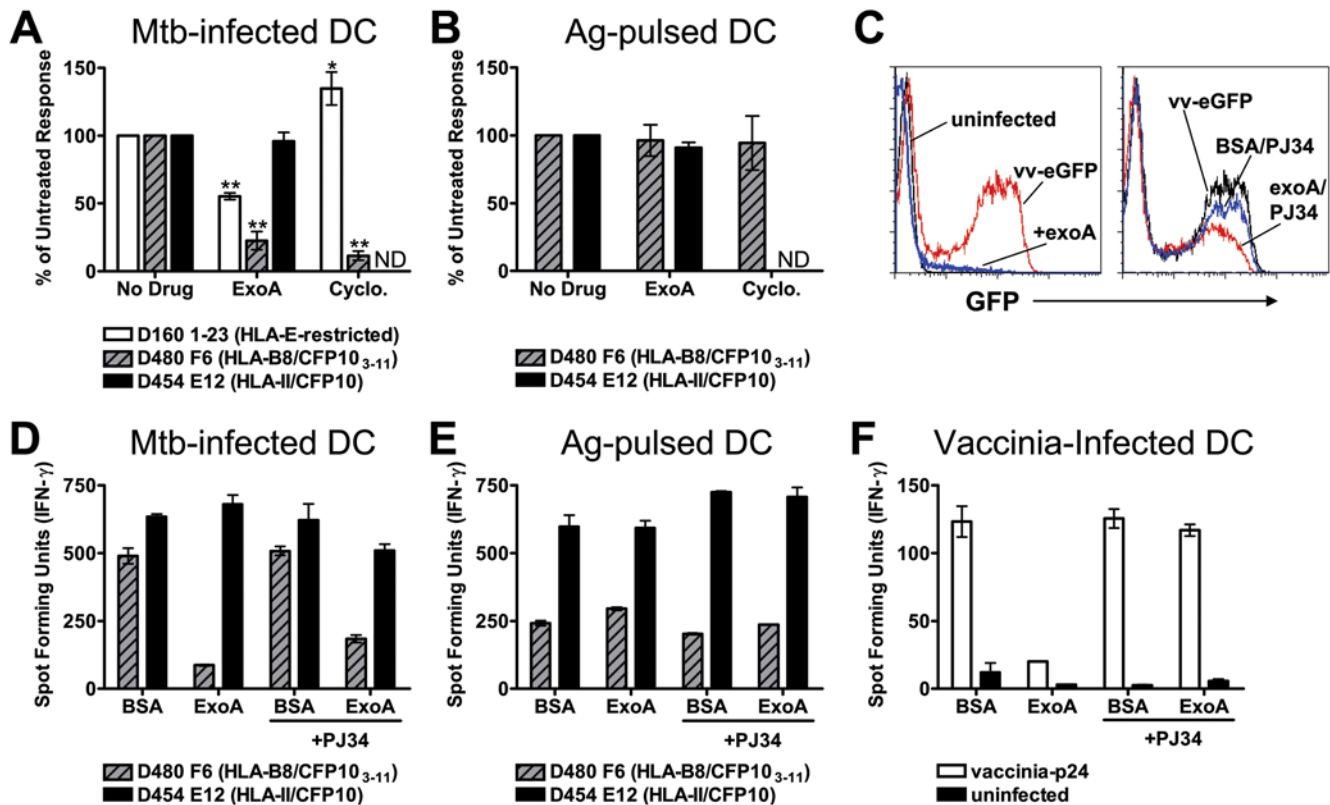 A
Mtb-infected DC
% of Untreated Response
150
100
50
0
*
**
**
**
ND
No Drug
ExoA
Cyclo.
D160 1-23 (HLA-E-restricted)
D480 F6 (HLA-B8/CFP10 3-11)
D454 E12 (HLA-II/CFP10)
B
Ag-pulsed DC
% of Untreated Response
150
100
50
0
ND
No Drug
ExoA
Cyclo.
D480 F6 (HLA-B8/CFP10 3-11)
D454 E12 (HLA-II/CFP10)
C
uninfected
vv-eGFP
+exoA
vv-eGFP
BSA/PJ34
exoA/
PJ34
GFP
D
Mtb-infected DC
Spot Forming Units (IFN-γ)
750
500
250
0
BSA
ExoA
BSA
ExoA
+PJ34
D480 F6 (HLA-B8/CFP10 3-11)
D454 E12 (HLA-II/CFP10)
E
Ag-pulsed DC
Spot Forming Units (IFN-γ)
750
500
250
0
BSA
ExoA
BSA
ExoA
+PJ34
D480 F6 (HLA-B8/CFP10 3-11)
D454 E12 (HLA-II/CFP10)
F
Vaccinia-Infected DC
Spot Forming Units (IFN-γ)
150
100
50
0
BSA
ExoA
BSA
ExoA
+PJ34
vaccinia-p24
uninfected